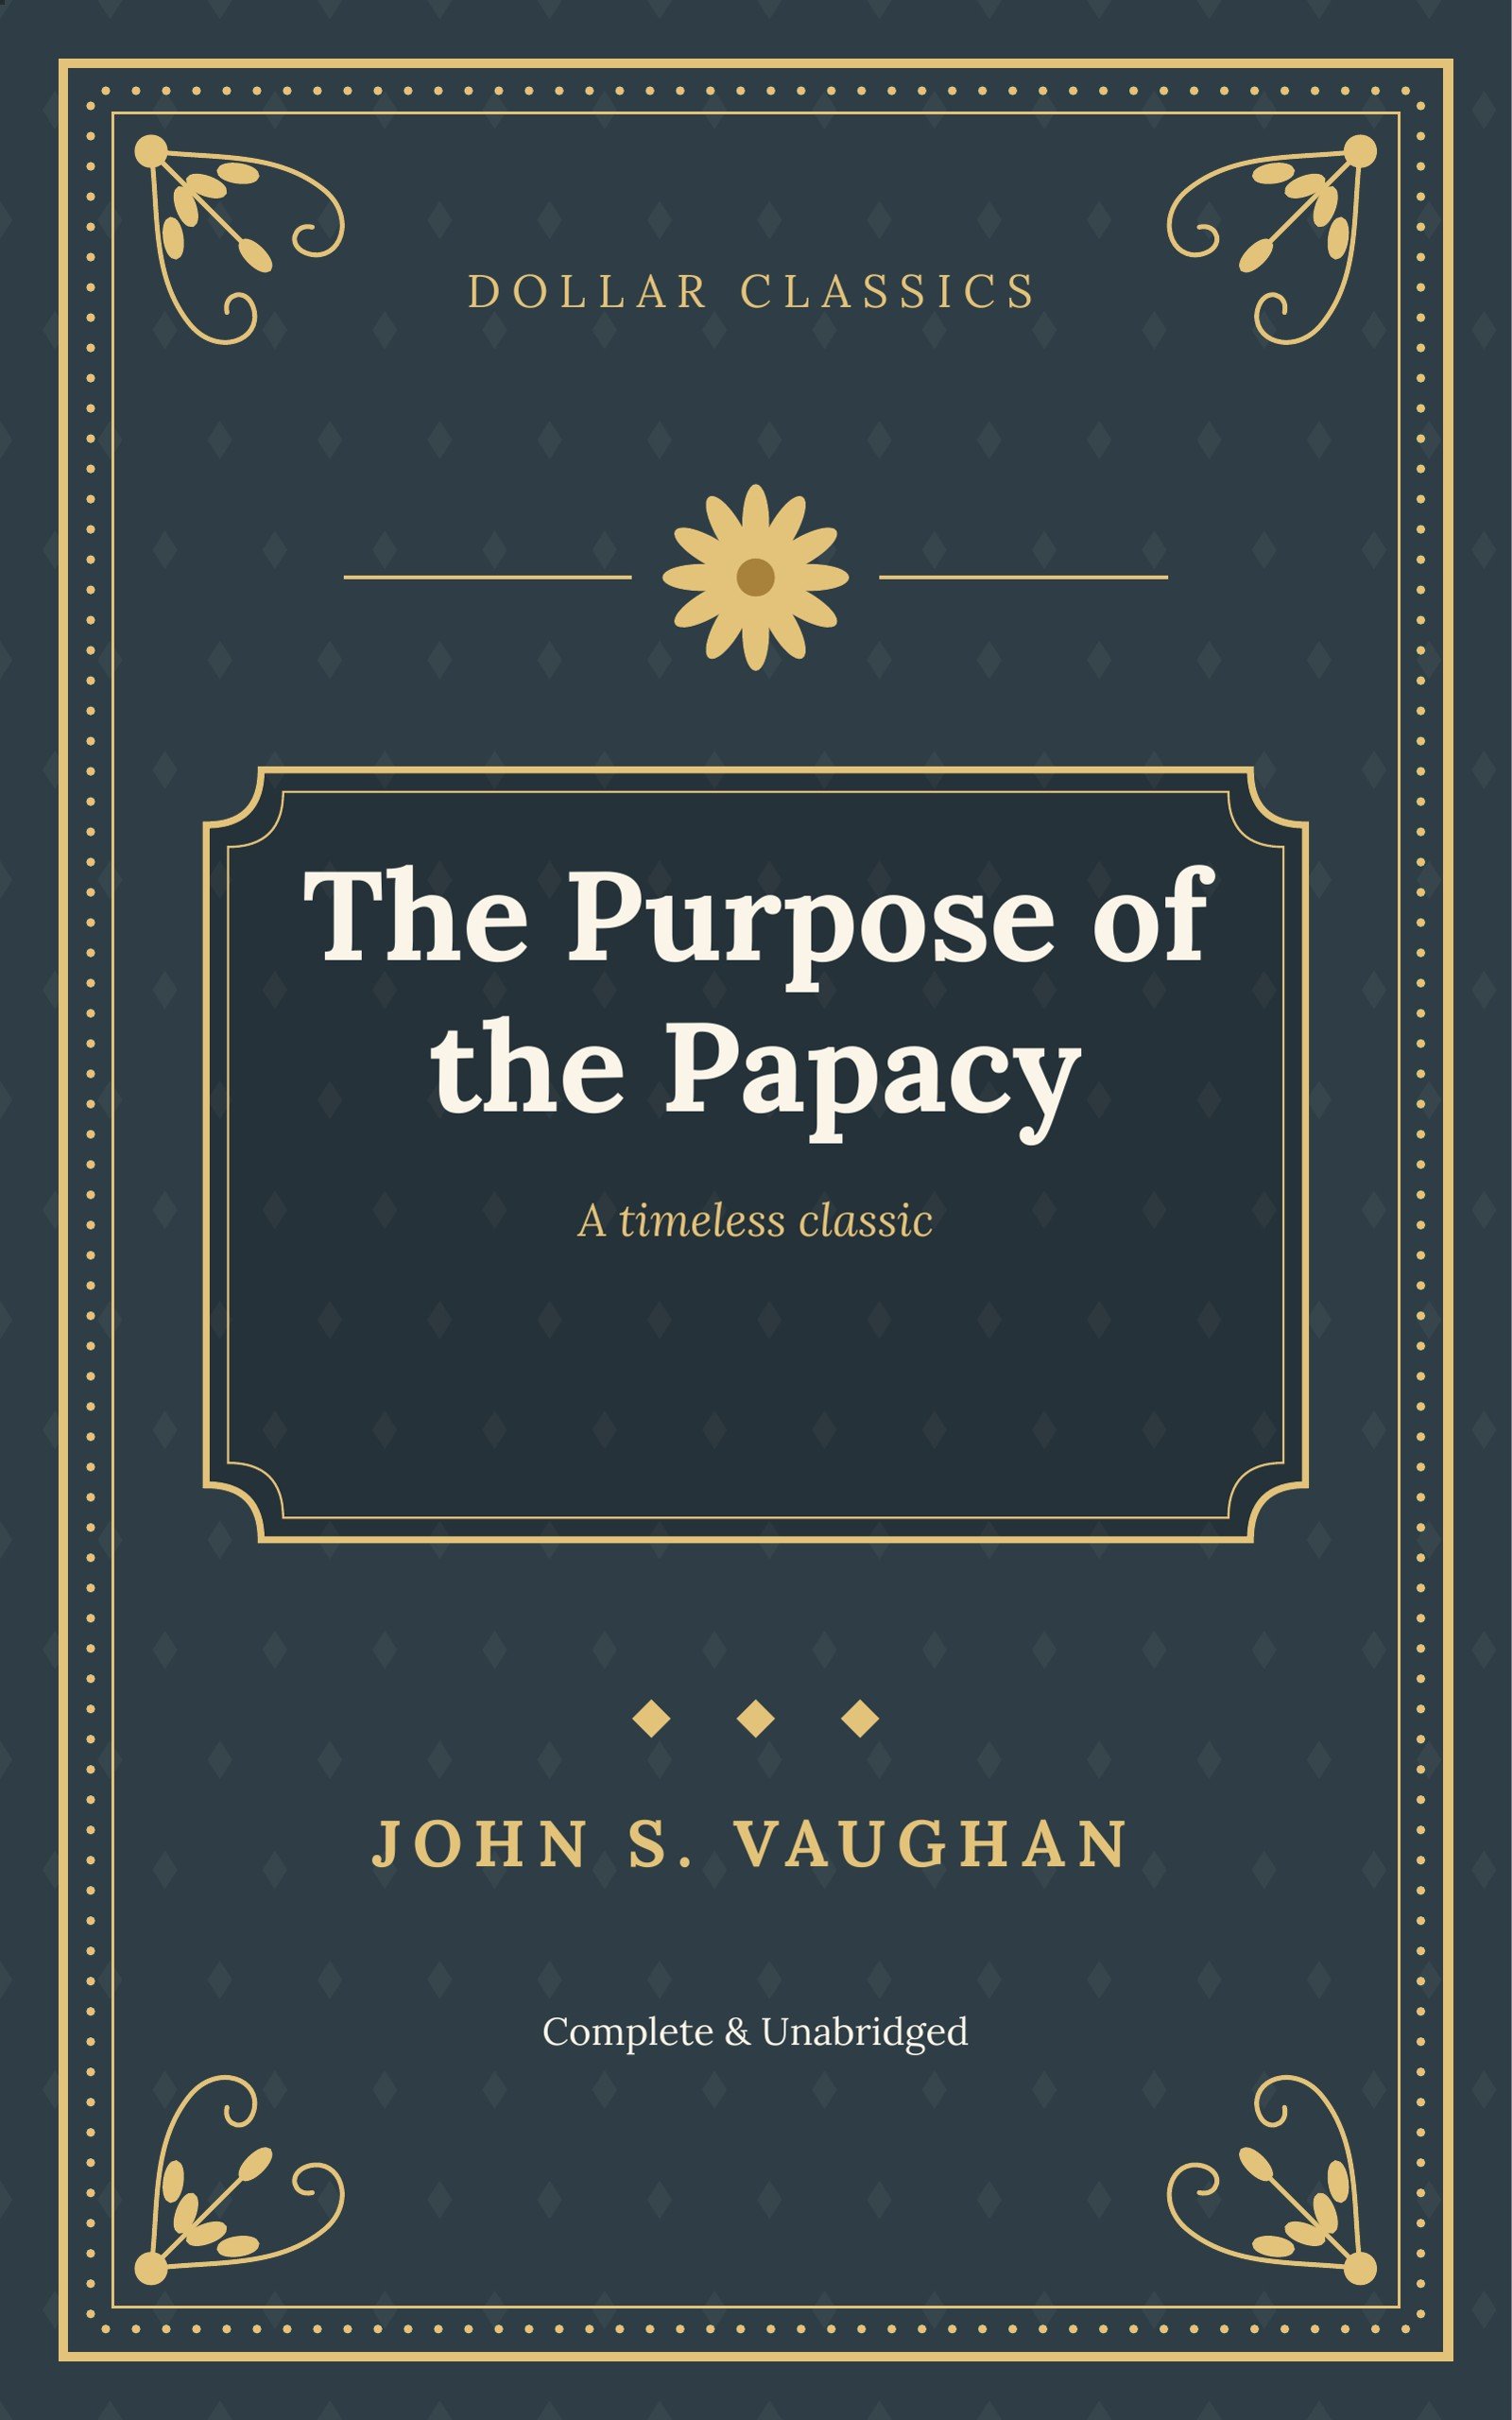 DOLLAR CLASSICS
The Purpose of
the Papacy
A timeless classic
JOHN S. VAUGHAN
Complete & Unabridged